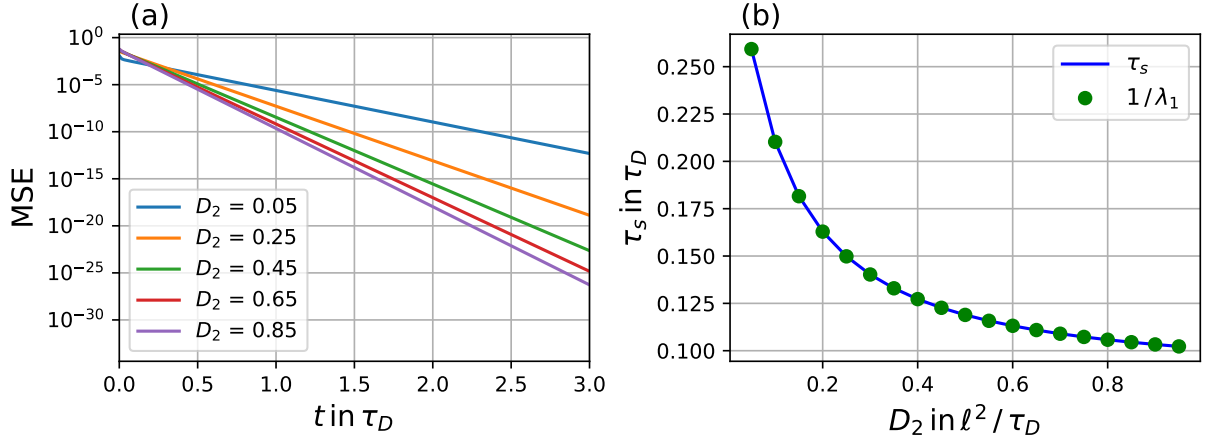 (a)
MSE
10^0
10^-5
10^-10
10^-15
10^-20
10^-25
10^-30
D_2 = 0.05
D_2 = 0.25
D_2 = 0.45
D_2 = 0.65
D_2 = 0.85
0.0 0.5 1.0 1.5 2.0 2.5 3.0
t in τ_D
(b)
τ_s in τ_D
0.250
0.225
0.200
0.175
0.150
0.125
0.100
τ_s
1/λ_1
0.2 0.4 0.6 0.8
D_2 in ℓ^2 / τ_D